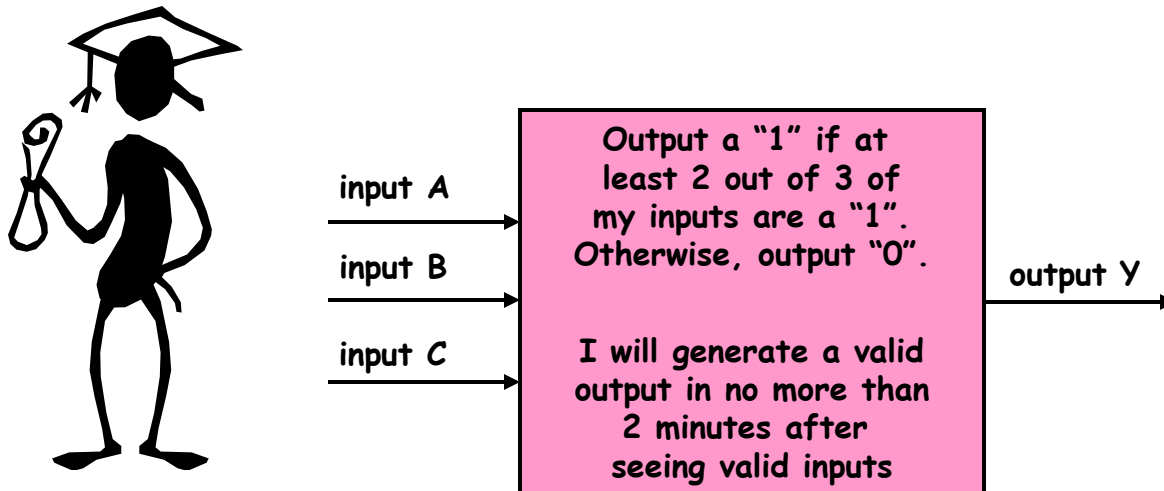 input A
input B
input C
Output a “1” if at
least 2 out of 3 of
my inputs are a “1”.
Otherwise, output “0”.
I will generate a valid
output in no more than
2 minutes after
seeing valid inputs
output Y